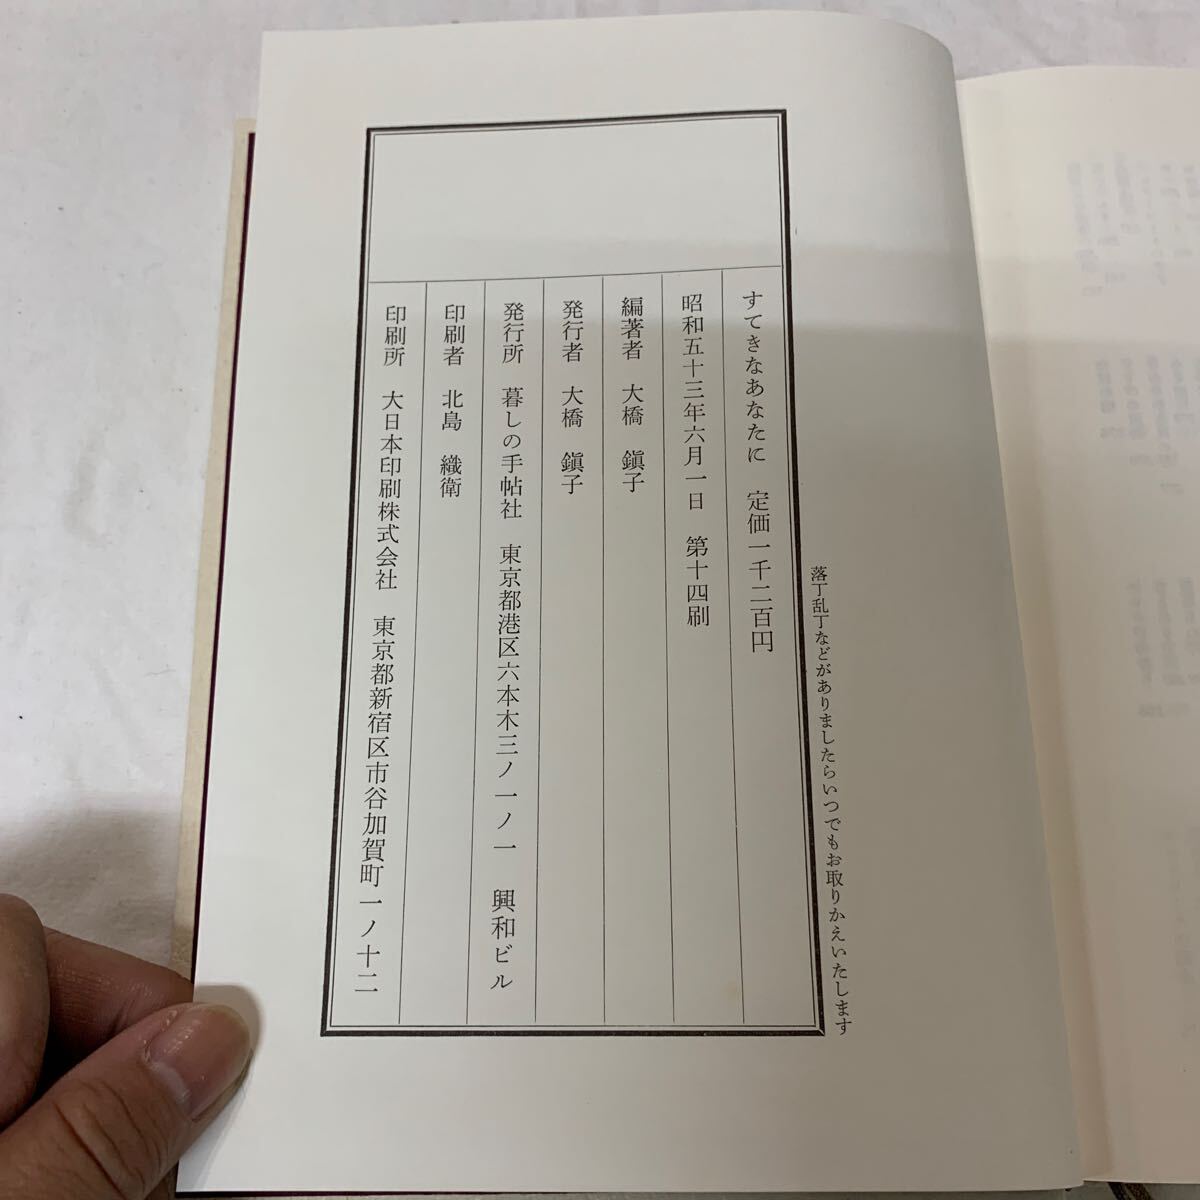 落丁乱丁などがありましたらいつでもお取りかえいたします
すてきなあなたに　定価一千二百円
昭和五十三年六月一日　第十四刷
編著者　大橋　鎭子
発行者　大橋　鎭子
発行所　暮しの手帖社　東京都港区六本木三ノ一ノ一　興和ビル
印刷者　北島　織衛
印刷所　大日本印刷株式会社　東京都新宿区市谷加賀町一ノ十二